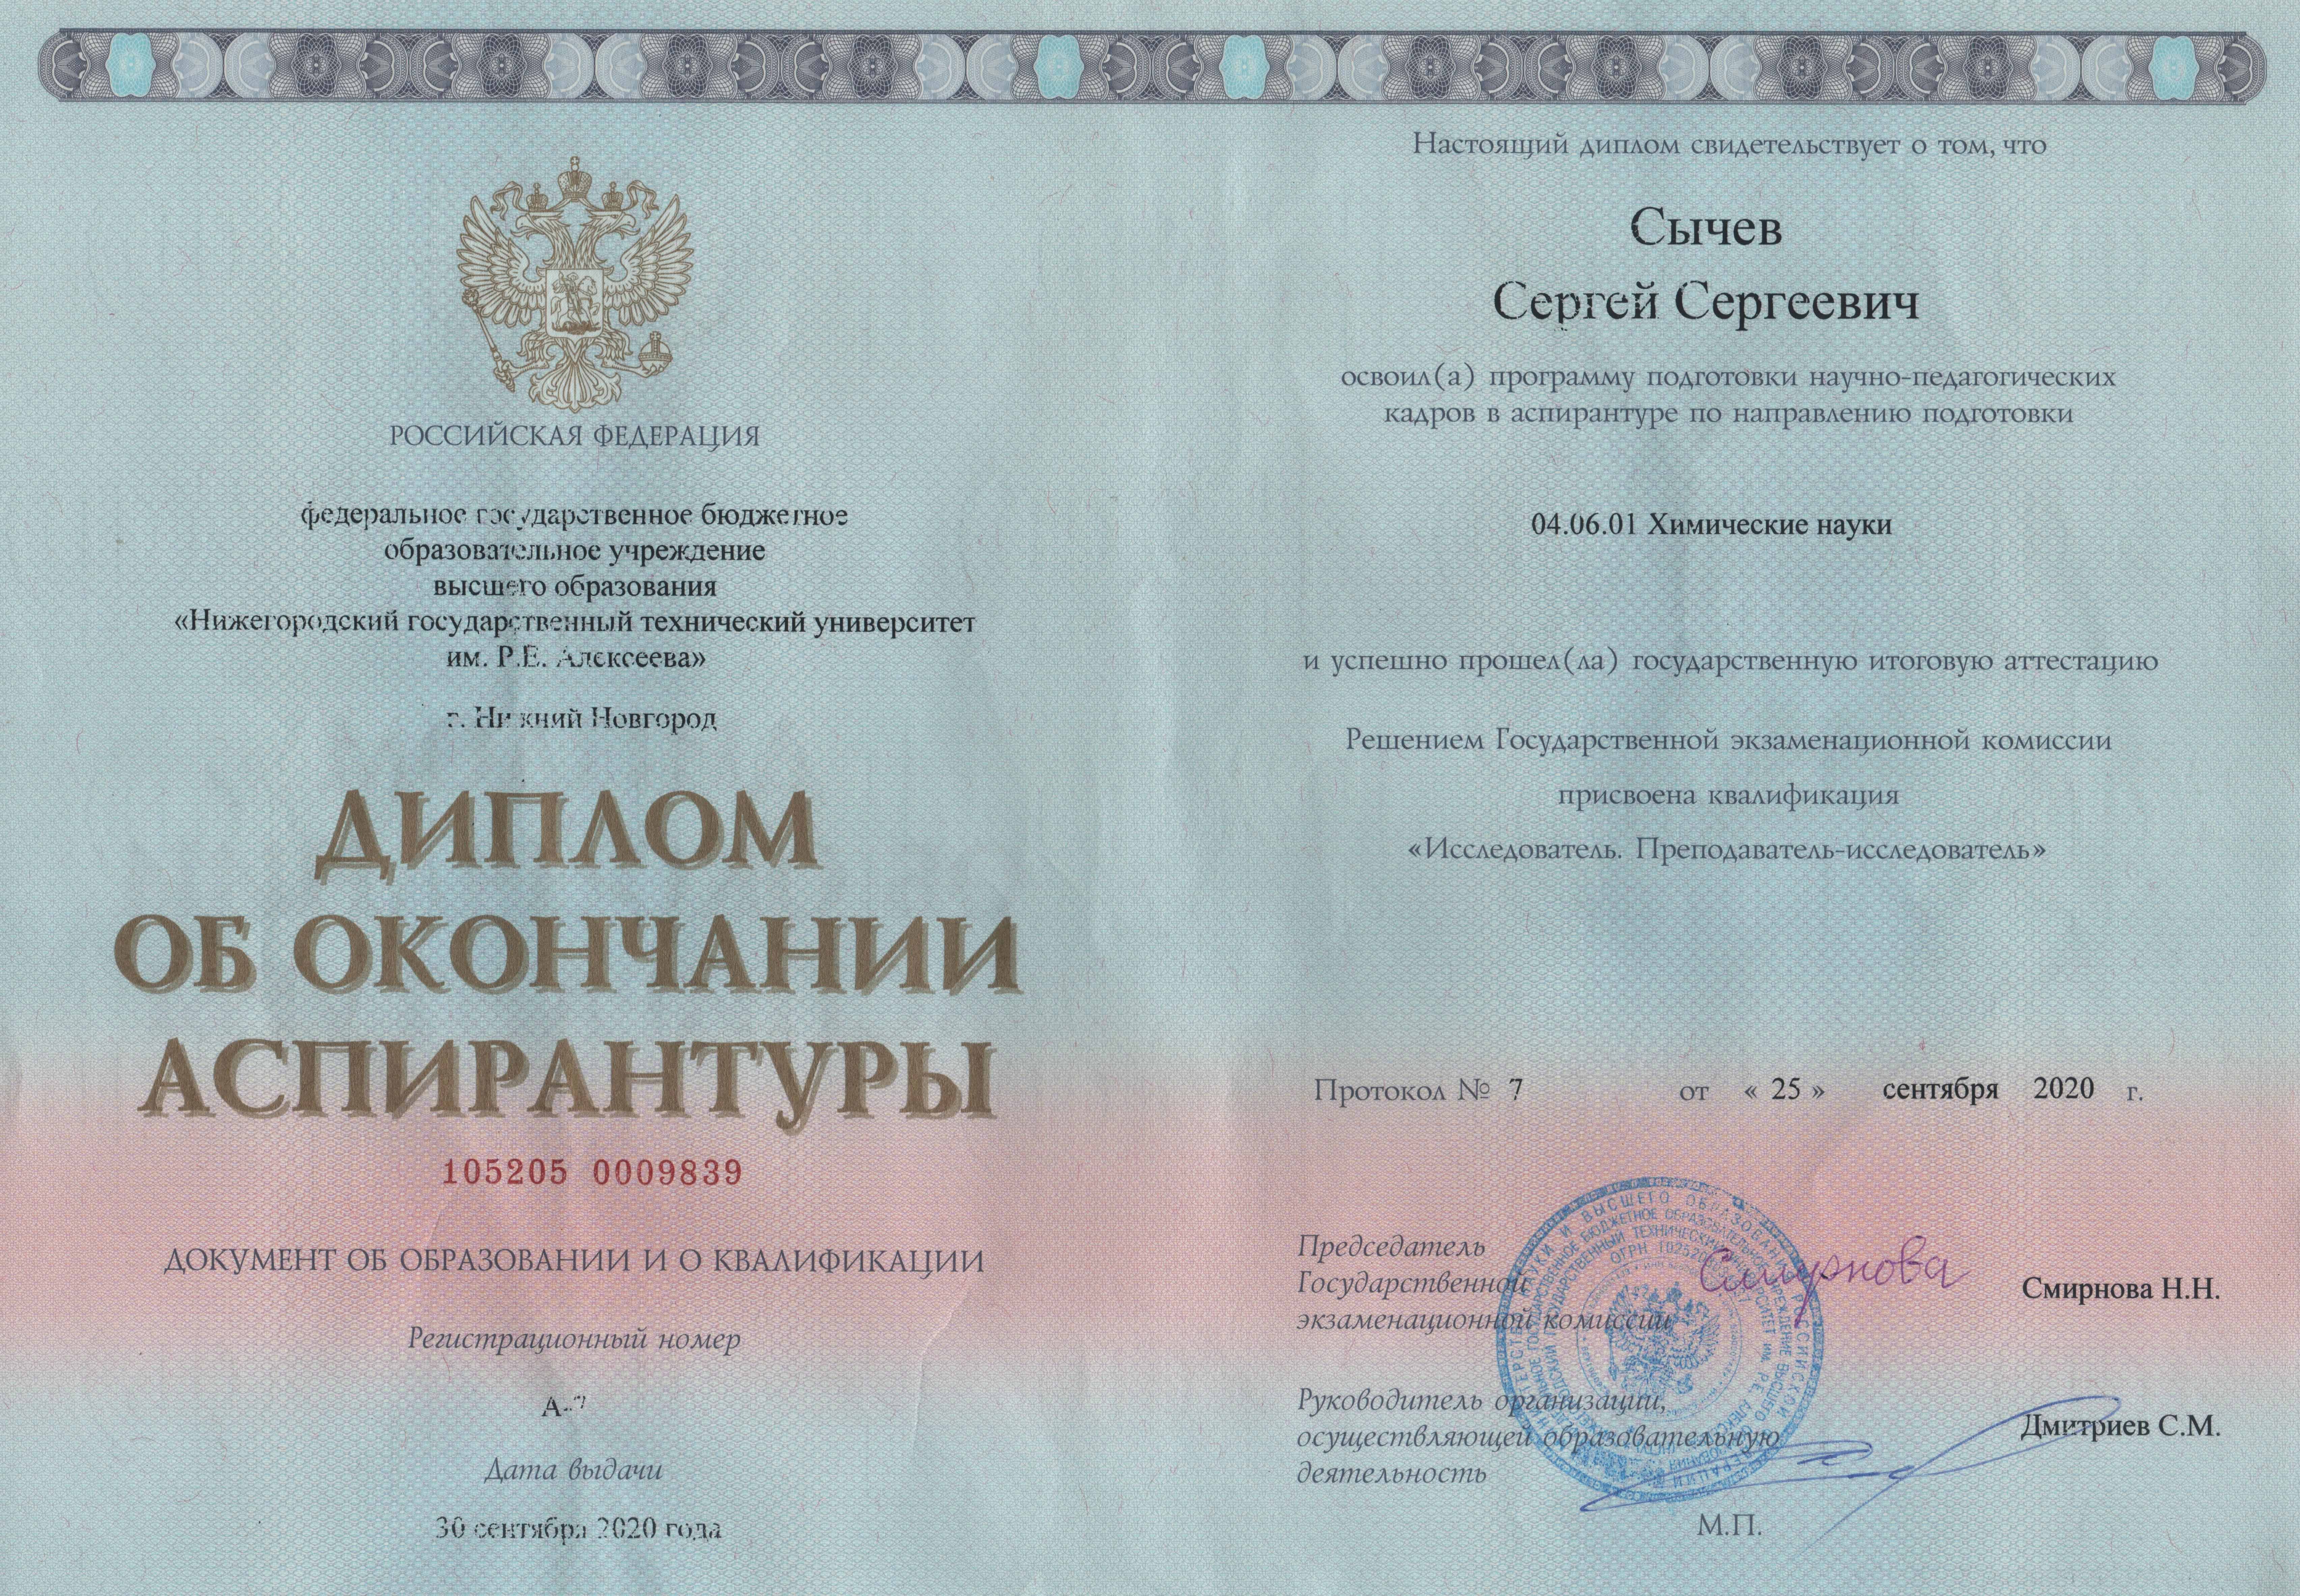 РОССИЙСКАЯ ФЕДЕРАЦИЯ
федеральное государственное бюджетное
образовательное учреждение
высшего образования
«Нижегородский государственный технический университет
им. Р.Е. Алексеева»
г. Нижний Новгород
ДИПЛОМ
ОБ ОКОНЧАНИИ
АСПИРАНТУРЫ
105205 0009839
ДОКУМЕНТ ОБ ОБРАЗОВАНИИ И О КВАЛИФИКАЦИИ
Регистрационный номер
А-7
Дата выдачи
30 сентября 2020 года
Настоящий диплом свидетельствует о том, что
Сычев
Сергей Сергеевич
освоил(а) программу подготовки научно-педагогических
кадров в аспирантуре по направлению подготовки
04.06.01 Химические науки
и успешно прошел(ла) государственную итоговую аттестацию
Решением Государственной экзаменационной комиссии
присвоена квалификация
«Исследователь. Преподаватель-исследователь»
Протокол № 7 от « 25 » сентября 2020 г.
Председатель
Государственной
экзаменационной комиссии
Смирнова
Смирнова Н.Н.
Руководитель организации,
осуществляющей образовательную
деятельность
Дмитриев С.М.
М.П.